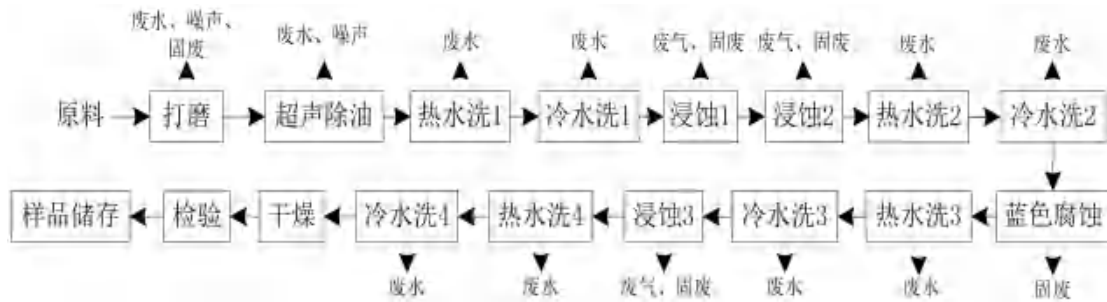 废水、噪声、
固废
废水、噪声
废水
废水
废气、固废
废气、固废
废水
废水
原料
打磨
超声除油
热水洗1
冷水洗1
浸蚀1
浸蚀2
热水洗2
冷水洗2
样品储存
检验
干燥
冷水洗4
热水洗4
浸蚀3
冷水洗3
热水洗3
蓝色腐蚀
废水
废水
废气、固废
废水
废水
固废